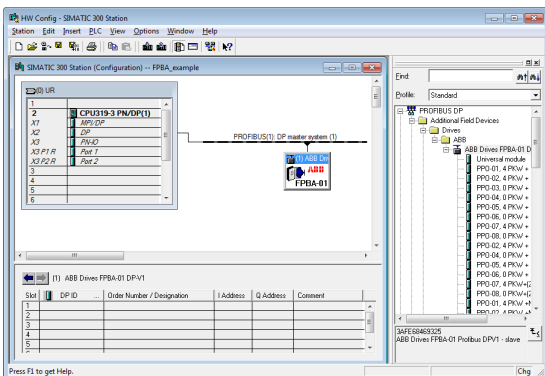 HW Config - SIMATIC 300 Station
Station Edit Insert PLC View Options Window Help
SIMATIC 300 Station (Configuration) -- FPBA_example
(0) UR
1
2 CPU319-3 PN/DP(1)
X1 MPI/DP
X2 DP
X3 PN-IO
X3 P1 R Port 1
X3 P2 R Port 2
3
4
5
6
PROFIBUS(1): DP master system (1)
(1) ABB Dri
ABB
FPBA-01
(1) ABB Drives FPBA-01 DP-V1
Slot DP ID ... Order Number / Designation I Address Q Address Comment
1
2
3
4
5
Find:
Profile: Standard
PROFIBUS DP
Additional Field Devices
Drives
ABB
ABB Drives FPBA-01 D
Universal module
PPO-01, 4 PKW +
PPO-02, 4 PKW +
PPO-03, 0 PKW +
PPO-04, 0 PKW +
PPO-05, 4 PKW +
PPO-06, 0 PKW +
PPO-07, 4 PKW +
PPO-08, 0 PKW +
PPO-02, 4 PKW +
PPO-04, 0 PKW +
PPO-05, 4 PKW +
PPO-06, 0 PKW +
PPO-07, 4 PKW+(2
PPO-08, 0 PKW+(2
PPO-01, 4 PKW +
3AFE68469325
ABB Drives FPBA-01 Profibus DPV1 - slave
Press F1 to get Help.
Chg